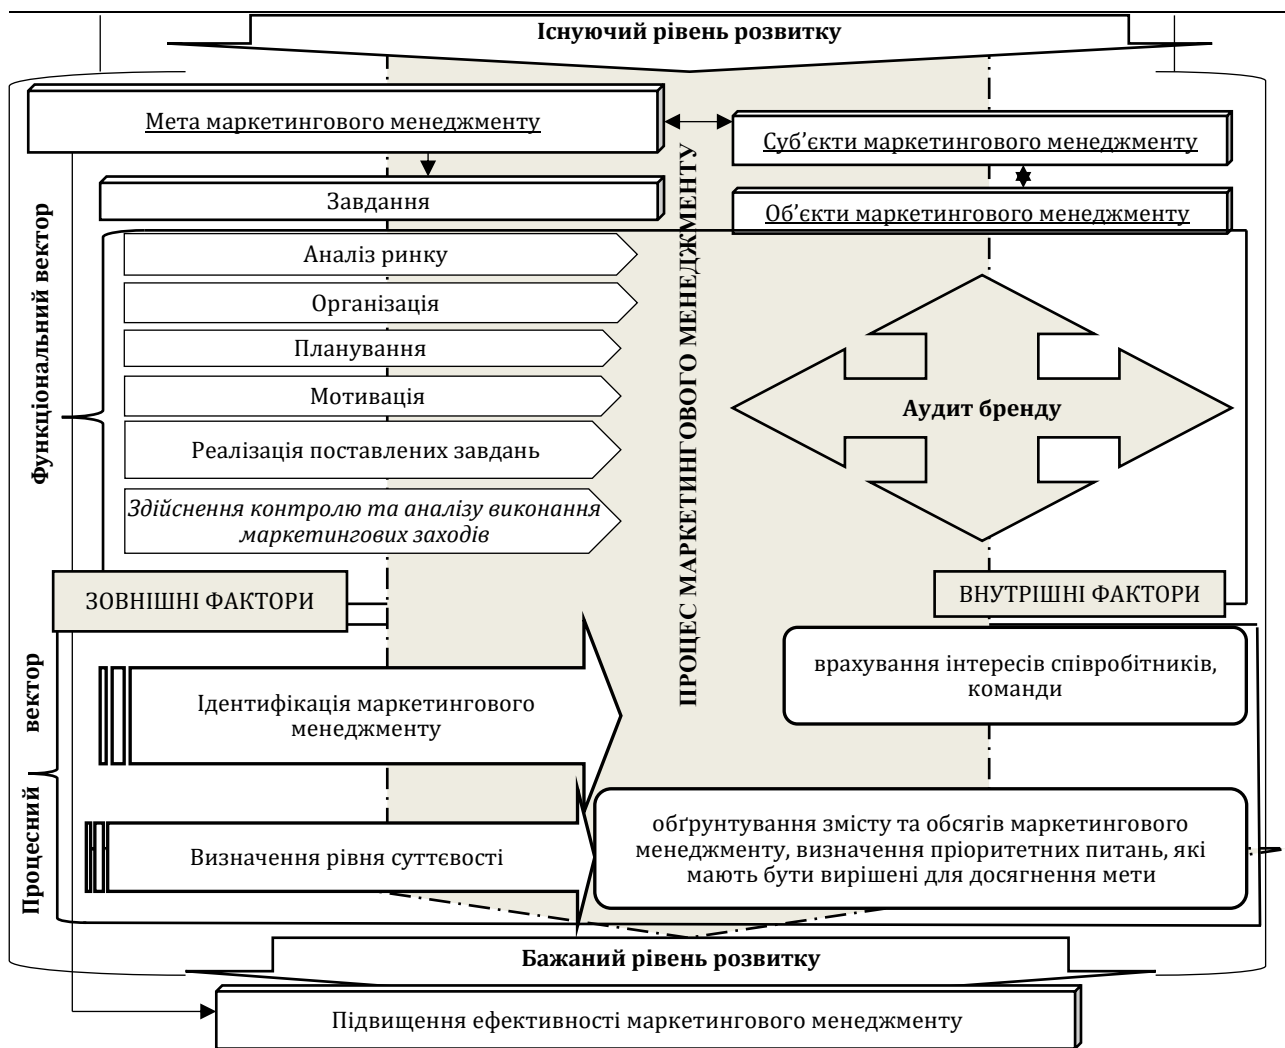 Існуючий рівень розвитку
Мета маркетингового менеджменту
Суб’єкти маркетингового менеджменту
Завдання
Об’єкти маркетингового менеджменту
Функціональний вектор
Аналіз ринку
Організація
Планування
Мотивація
Реалізація поставлених завдань
Здійснення контролю та аналізу виконання
маркетингових заходів
ПРОЦЕС МАРКЕТИНГОВОГО МЕНЕДЖМЕНТУ
Аудит бренду
ЗОВНІШНІ ФАКТОРИ
ВНУТРІШНІ ФАКТОРИ
Процесний вектор
Ідентифікація маркетингового
менеджменту
врахування інтересів співробітників,
команди
Визначення рівня суттєвості
обґрунтування змісту та обсягів маркетингового
менеджменту, визначення пріоритетних питань, які
мають бути вирішені для досягнення мети
Бажаний рівень розвитку
Підвищення ефективності маркетингового менеджменту